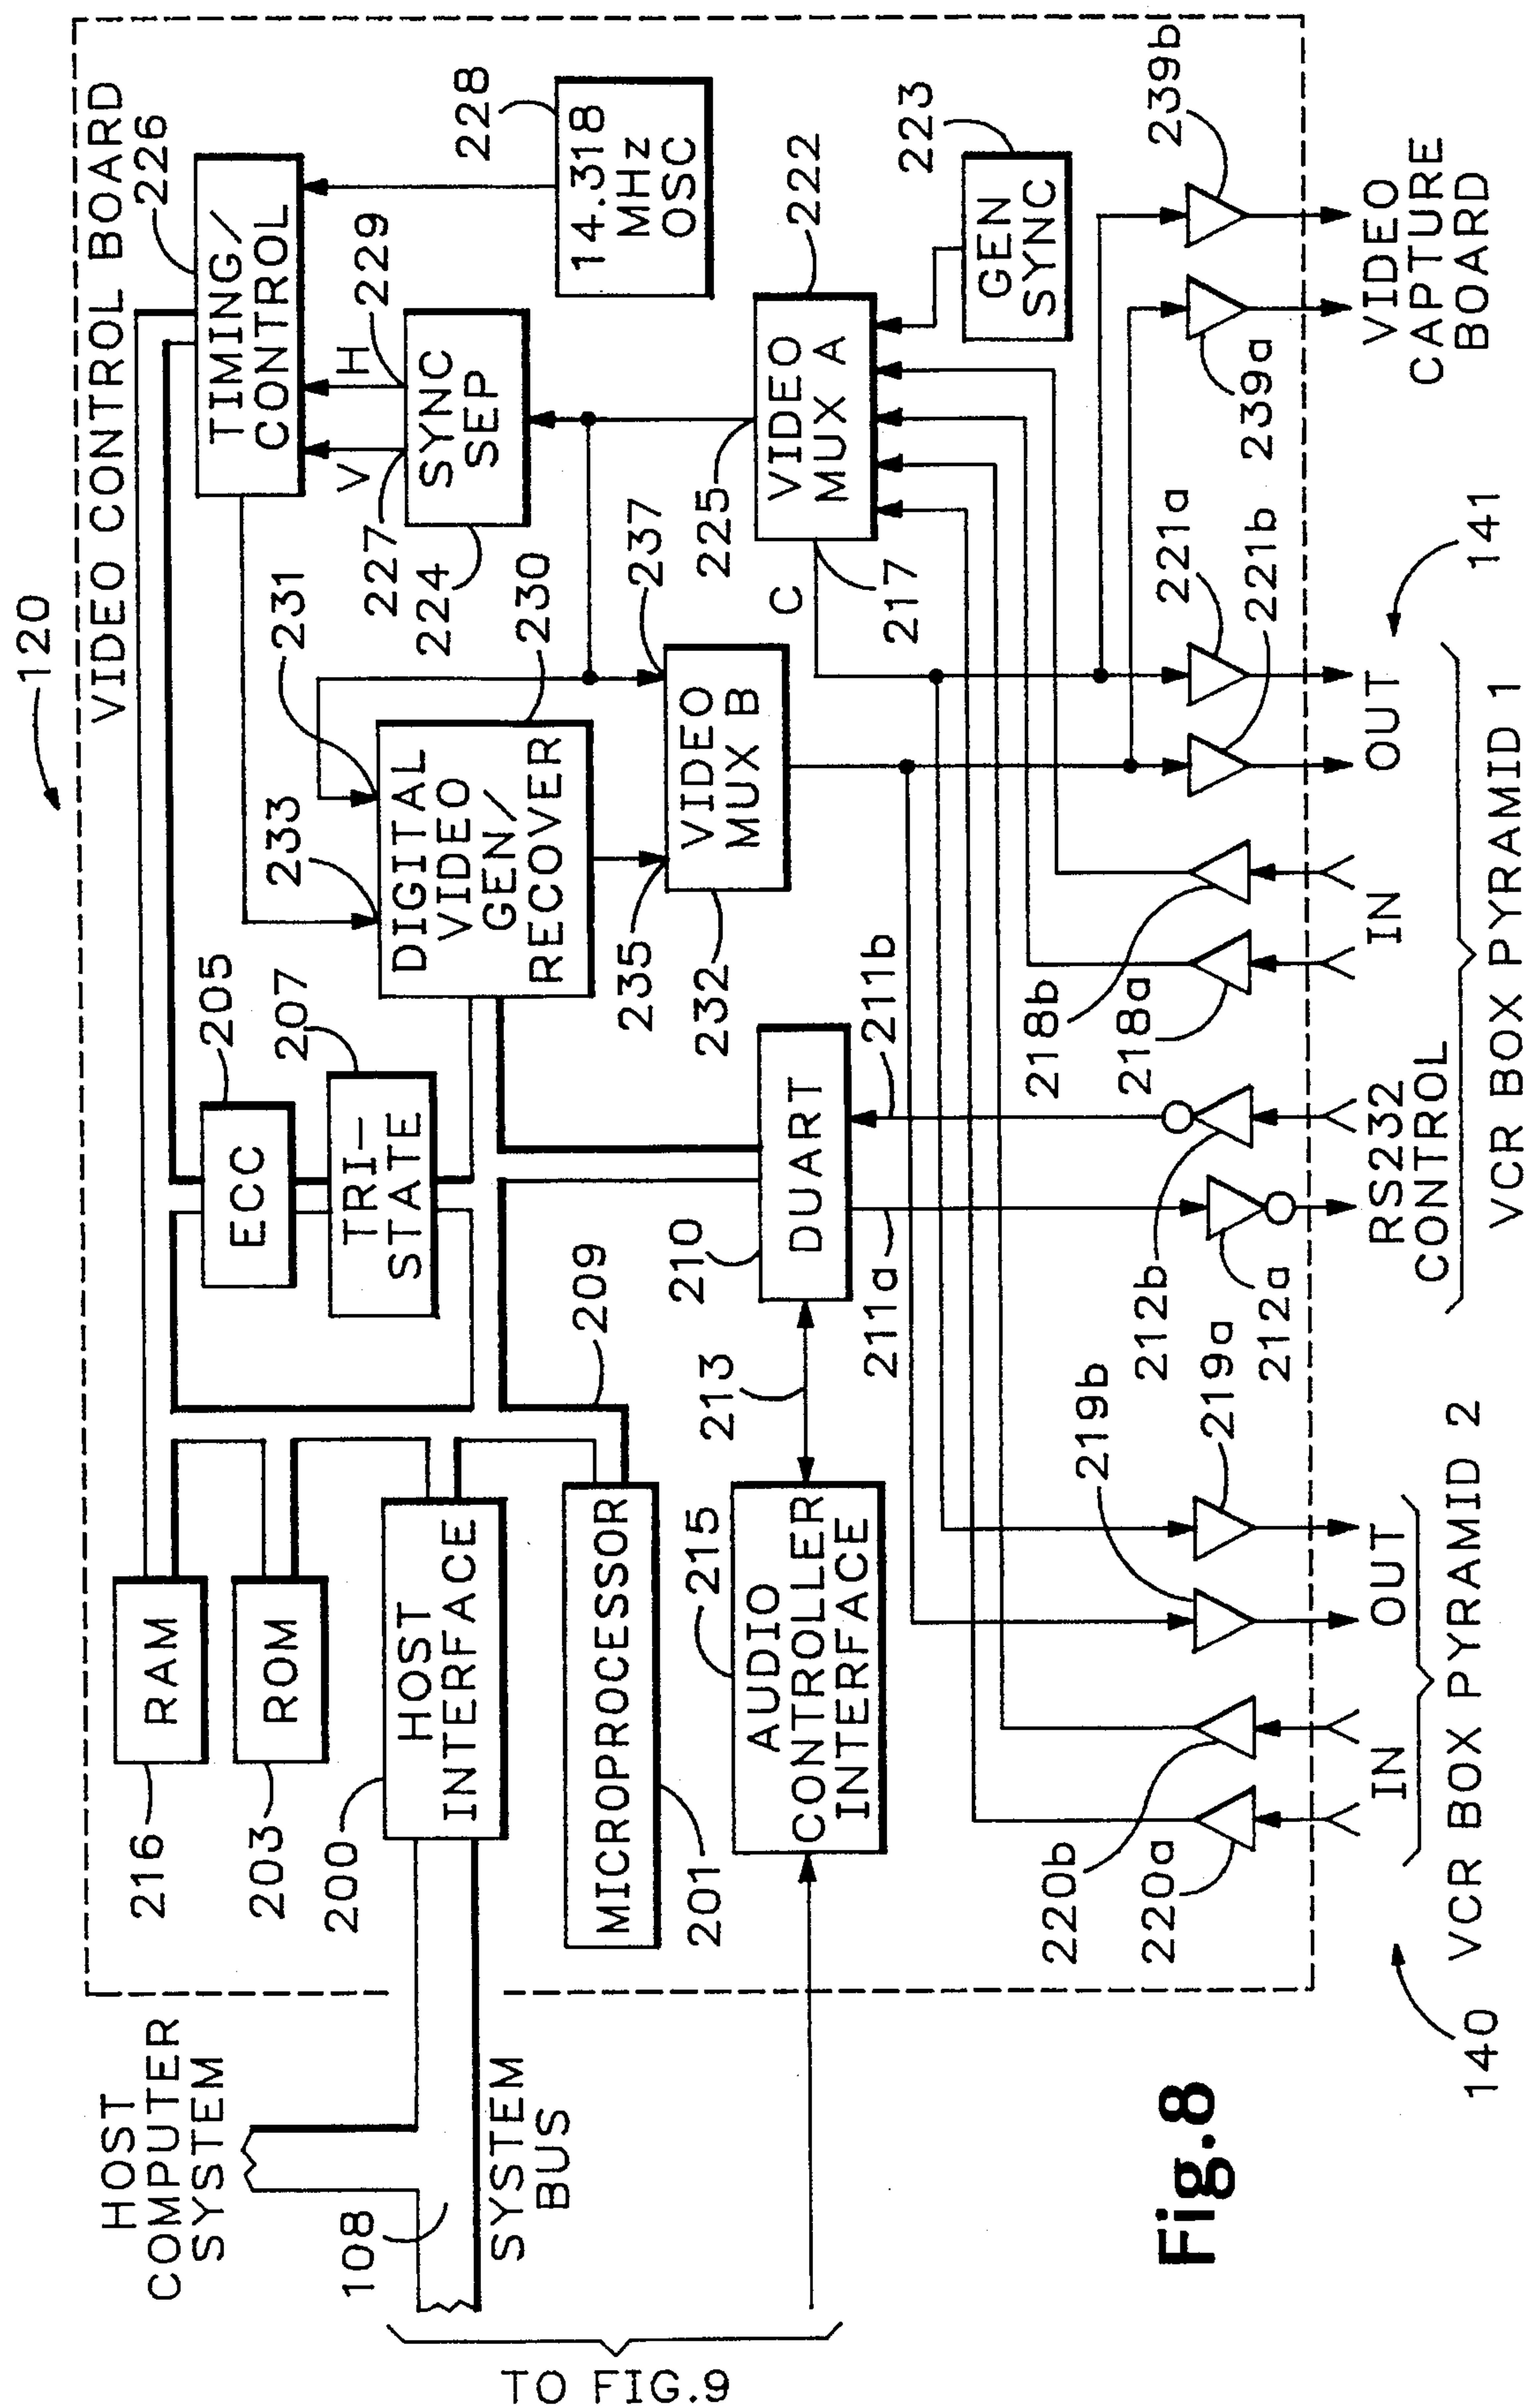 120
VIDEO CONTROL BOARD
HOST
COMPUTER
SYSTEM
108
SYSTEM
BUS
TO FIG.9
216
RAM
203
ROM
200
HOST
INTERFACE
MICROPROCESSOR
201
209
205
ECC
207
TRI-
STATE
233
231
DIGITAL
VIDEO
GEN/
RECOVER
230
226
TIMING/
CONTROL
V
H
227
229
SYNC
SEP
224
228
14.318
MHz
OSC
235
237
VIDEO
MUX B
232
225
VIDEO
MUX A
222
C
217
223
GEN
SYNC
215
AUDIO
CONTROLLER
INTERFACE
213
210
DUART
211a
211b
220b
220a
219b
219a
212b
212a
218b
218a
221a
221b
239a
239b
IN
OUT
VCR BOX PYRAMID 2
140
RS232
CONTROL
IN
OUT
VCR BOX PYRAMID 1
141
VIDEO
CAPTURE
BOARD
Fig.8